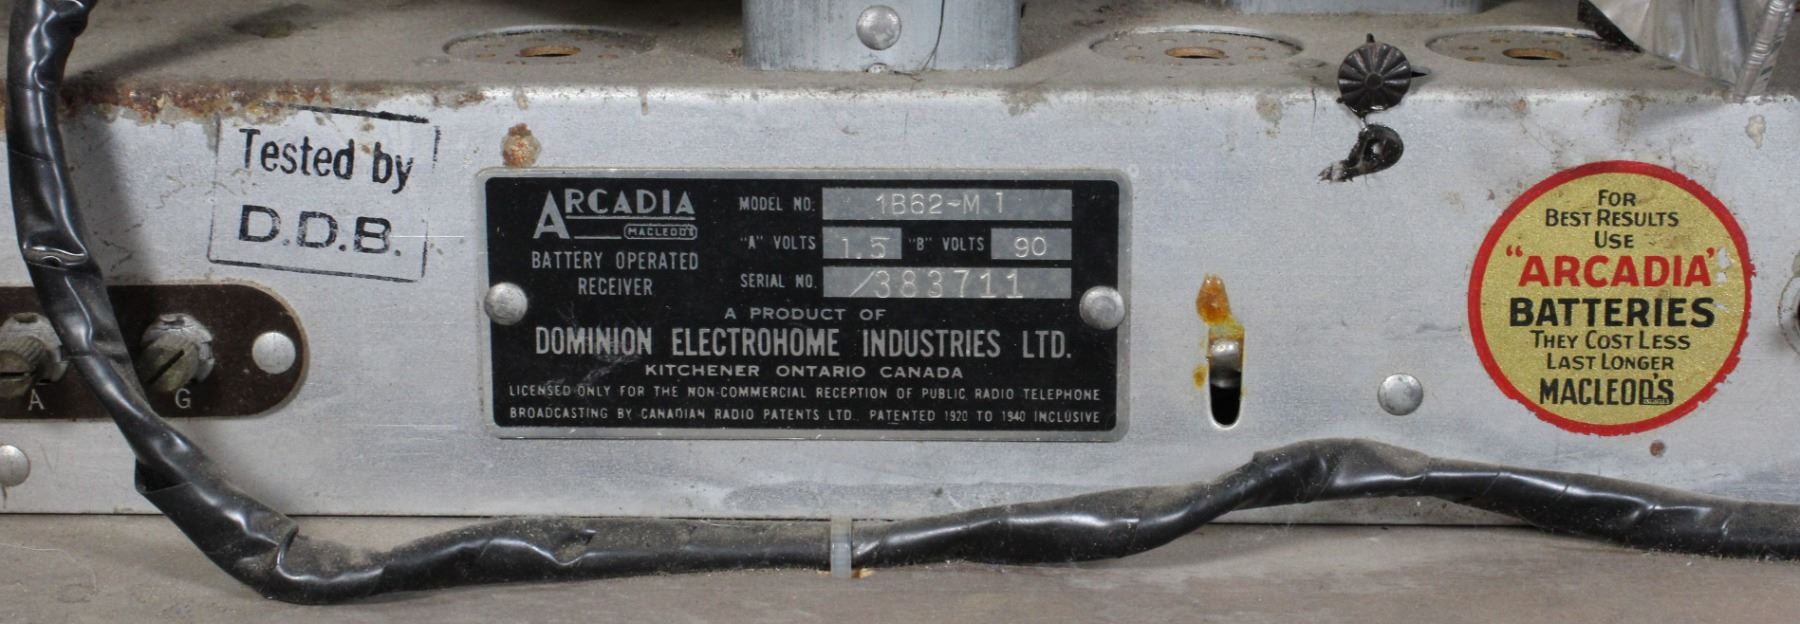 Tested by
D.D.B.
A G
ARCADIA
MACLEOD'S
BATTERY OPERATED
RECEIVER
MODEL NO. 1B62-M 1
"A" VOLTS 1.5 "B" VOLTS 90
SERIAL NO. /383711
A PRODUCT OF
DOMINION ELECTROHOME INDUSTRIES LTD.
KITCHENER ONTARIO CANADA
LICENSED ONLY FOR THE NON-COMMERCIAL RECEPTION OF PUBLIC RADIO TELEPHONE
BROADCASTING BY CANADIAN RADIO PATENTS LTD. PATENTED 1920 TO 1940 INCLUSIVE
FOR
BEST RESULTS
USE
"ARCADIA"
BATTERIES
THEY COST LESS
LAST LONGER
MACLEOD'S